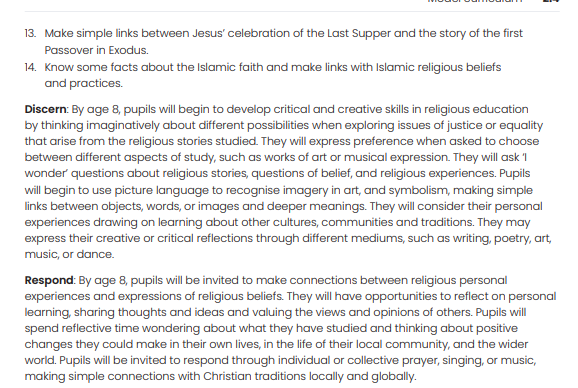 13. Make simple links between Jesus' celebration of the Last Supper and the story of the first
Passover in Exodus.
14. Know some facts about the Islamic faith and make links with Islamic religious beliefs
and practices.
Discern: By age 8, pupils will begin to develop critical and creative skills in religious education
by thinking imaginatively about different possibilities when exploring issues of justice or equality
that arise from the religious stories studied. They will express preference when asked to choose
between different aspects of study, such as works of art or musical expression. They will ask 'I
wonder' questions about religious stories, questions of belief, and religious experiences. Pupils
will begin to use picture language to recognise imagery in art, and symbolism, making simple
links between objects, words, or images and deeper meanings. They will consider their personal
experiences drawing on learning about other cultures, communities and traditions. They may
express their creative or critical reflections through different mediums, such as writing, poetry, art,
music, or dance.
Respond: By age 8, pupils will be invited to make connections between religious personal
experiences and expressions of religious beliefs. They will have opportunities to reflect on personal
learning, sharing thoughts and ideas and valuing the views and opinions of others. Pupils will
spend reflective time wondering about what they have studied and thinking about positive
changes they could make in their own lives, in the life of their local community, and the wider
world. Pupils will be invited to respond through individual or collective prayer, singing, or music,
making simple connections with Christian traditions locally and globally.